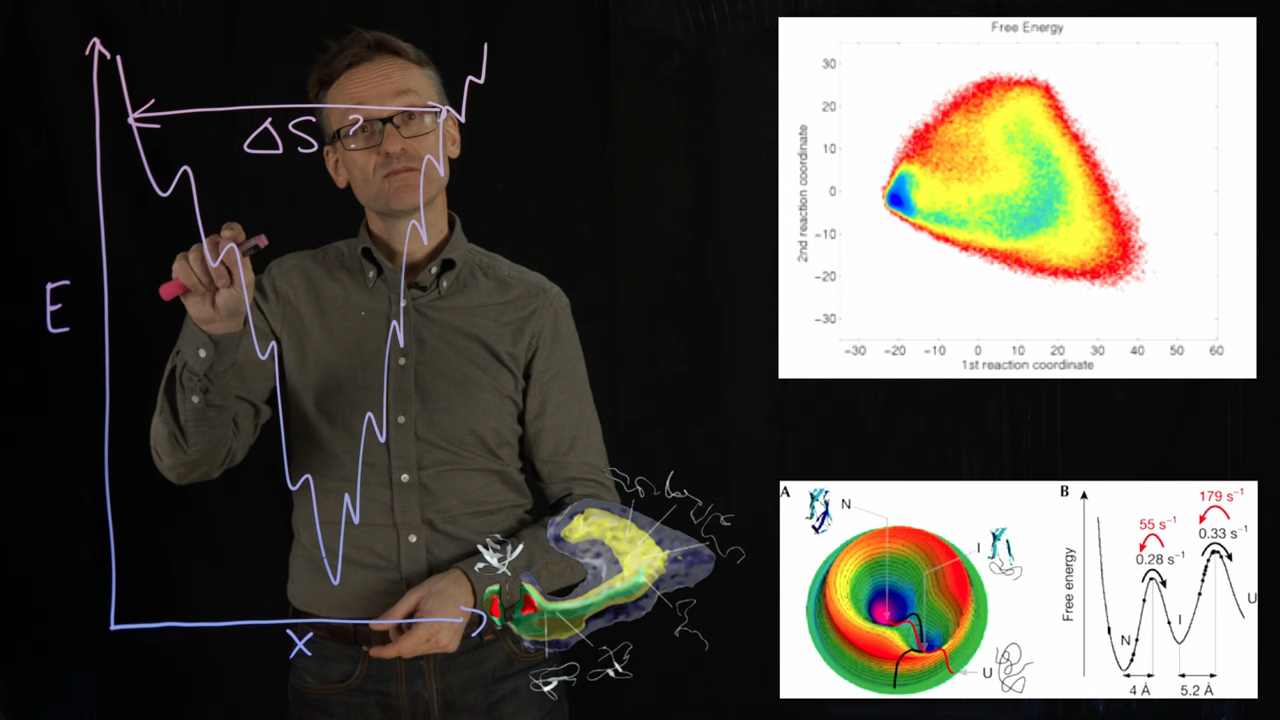 E
ΔS ?
X
Free Energy
30
20
10
0
−10
−20
−30
2nd reaction coordinate
−30 −20 −10 0 10 20 30 40 50 60
1st reaction coordinate
A
N
I
U
B
Free energy
179 s⁻¹
55 s⁻¹
0.33 s⁻¹
0.28 s⁻¹
N
I
U
4 Å
5.2 Å